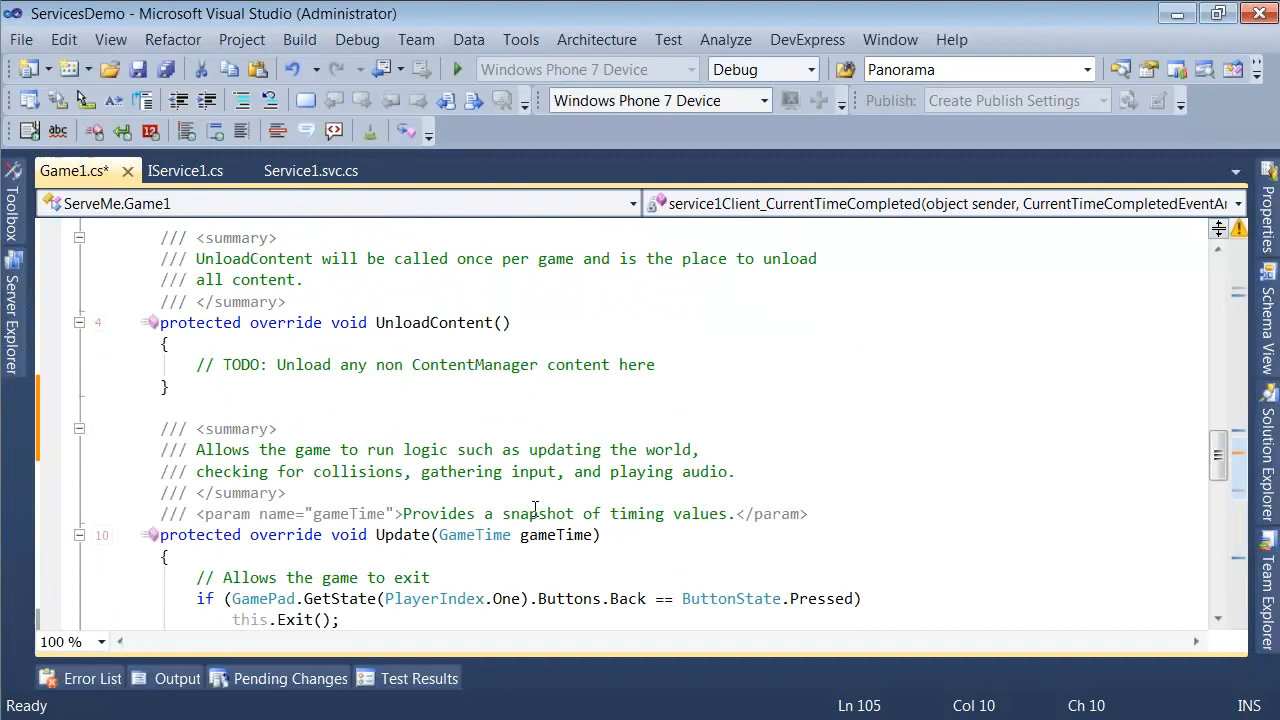 ServicesDemo - Microsoft Visual Studio (Administrator)
File Edit View Refactor Project Build Debug Team Data Tools Architecture Test Analyze DevExpress Window Help
Windows Phone 7 Device Debug Panorama
Windows Phone 7 Device Publish: Create Publish Settings
abc 12
Game1.cs* IService1.cs Service1.svc.cs
ServeMe.Game1 service1Client_CurrentTimeCompleted(object sender, CurrentTimeCompletedEventAr
/// <summary>
/// UnloadContent will be called once per game and is the place to unload
/// all content.
/// </summary>
4 protected override void UnloadContent()
{
// TODO: Unload any non ContentManager content here
}
/// <summary>
/// Allows the game to run logic such as updating the world,
/// checking for collisions, gathering input, and playing audio.
/// </summary>
/// <param name="gameTime">Provides a snapshot of timing values.</param>
10 protected override void Update(GameTime gameTime)
{
// Allows the game to exit
if (GamePad.GetState(PlayerIndex.One).Buttons.Back == ButtonState.Pressed)
this.Exit();
100 %
Toolbox
Server Explorer
Properties
Schema View
Solution Explorer
Team Explorer
Error List Output Pending Changes Test Results
Ready Ln 105 Col 10 Ch 10 INS